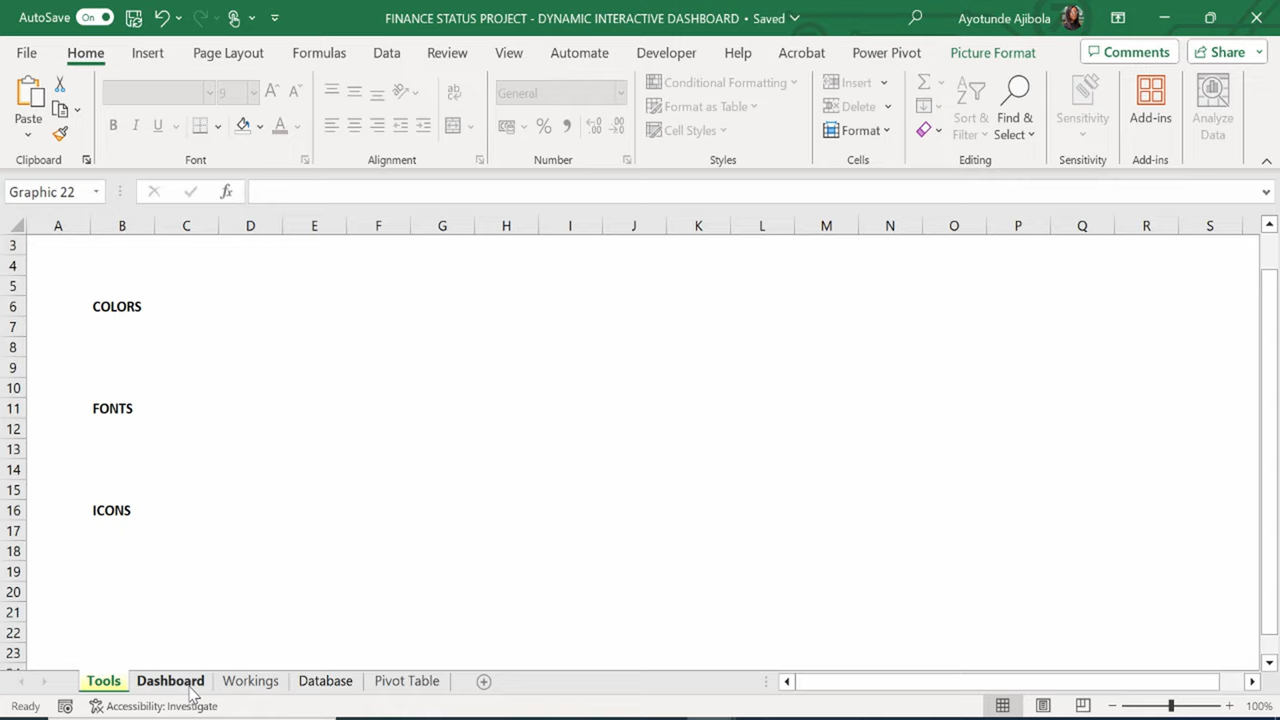 AutoSave On
FINANCE STATUS PROJECT - DYNAMIC INTERACTIVE DASHBOARD • Saved
Ayotunde Ajibola
File Home Insert Page Layout Formulas Data Review View Automate Developer Help Acrobat Power Pivot Picture Format Comments Share
Paste
Clipboard
9
B I U A
Font
ab
Alignment
General
% 9
Number
Conditional Formatting
Format as Table
Cell Styles
Styles
Insert
Delete
Format
Cells
Sort & Filter
Find & Select
Editing
Sensitivity
Sensitivity
Add-ins
Add-ins
Analyze Data
Graphic 22
fx
A B C D E F G H I J K L M N O P Q R S
3
4
5
6 COLORS
7
8
9
10
11 FONTS
12
13
14
15
16 ICONS
17
18
19
20
21
22
23
Tools Dashboard Workings Database Pivot Table
Ready Accessibility: Investigate 100%